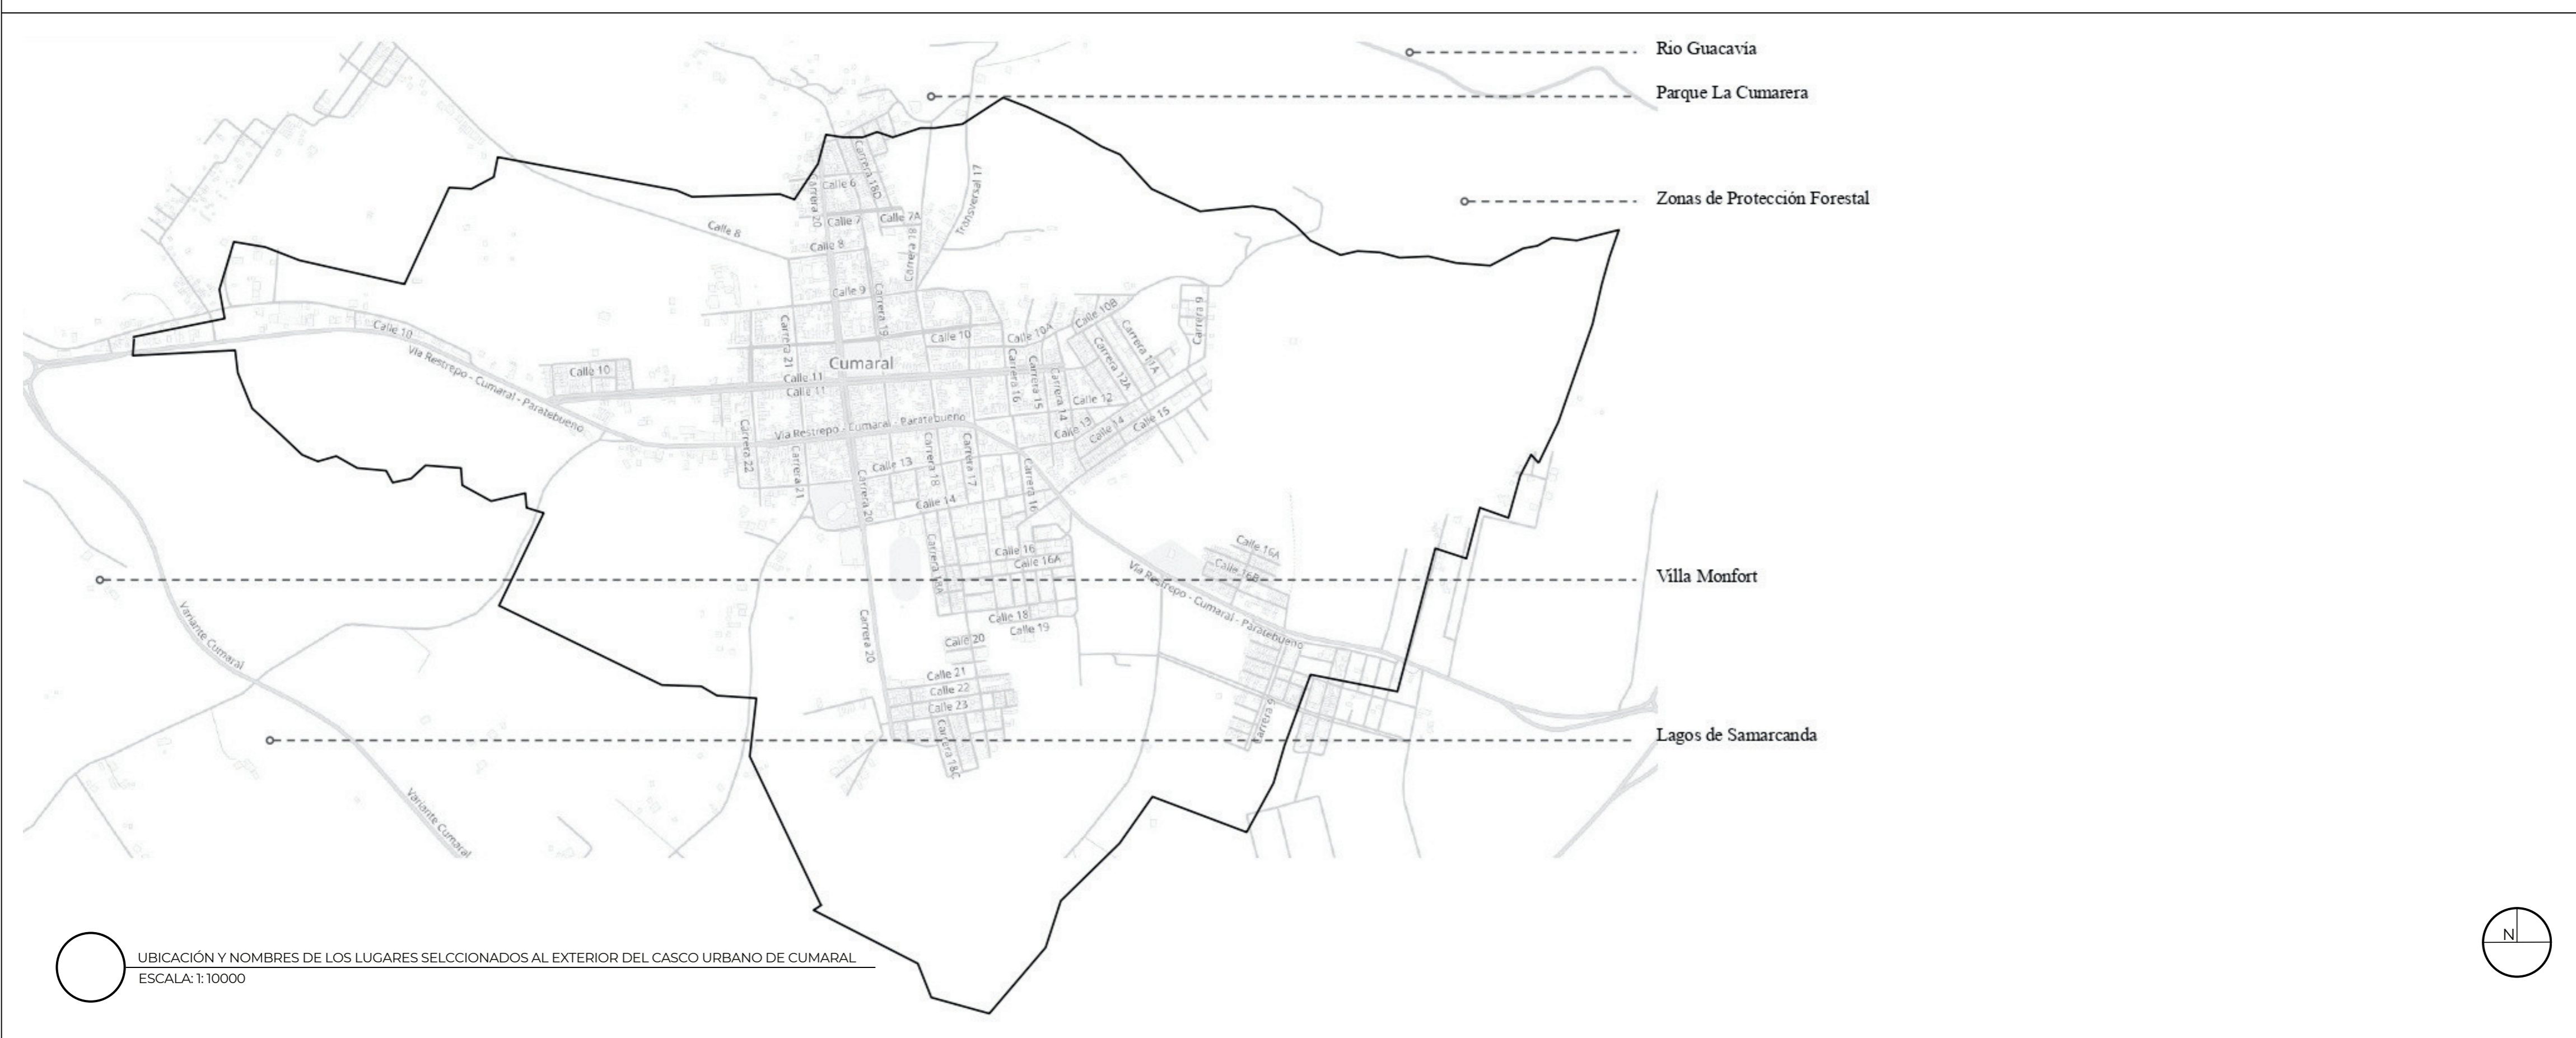 Rio Guacavía
Parque La Cumarera
Zonas de Protección Forestal
Villa Monfort
Lagos de Samarcanda
Carrera 18D
Calle 6
Carrera 20
Calle 7
Calle 7A
Transversal 17
Calle 8
Calle 8
Carrera 18
Calle 9
Carrera 19
Carrera 9
Calle 10B
Calle 10
Vía Restrepo - Cumaral - Paratebueno
Carrera 21
Calle 10
Calle 10A
Carrera 11A
Carrera 12A
Cumaral
Calle 10
Calle 11
Calle 11
Carrera 16
Carrera 15
Carrera 14
Calle 12
Vía Restrepo - Cumaral - Paratebueno
Calle 13
Calle 14
Calle 15
Carrera 22
Carrera 21
Calle 13
Carrera 18
Carrera 17
Carrera 16
Carrera 20
Calle 14
Calle 16
Calle 16A
Carrera 18A
Calle 16A
Calle 16B
Vía Restrepo - Cumaral - Paratebueno
Calle 18
Calle 19
Calle 20
Carrera 20
Variante Cumaral
Calle 21
Calle 22
Calle 23
Carrera 18C
Carrera 9
Variante Cumaral
UBICACIÓN Y NOMBRES DE LOS LUGARES SELCCIONADOS AL EXTERIOR DEL CASCO URBANO DE CUMARAL
ESCALA: 1: 10000
N